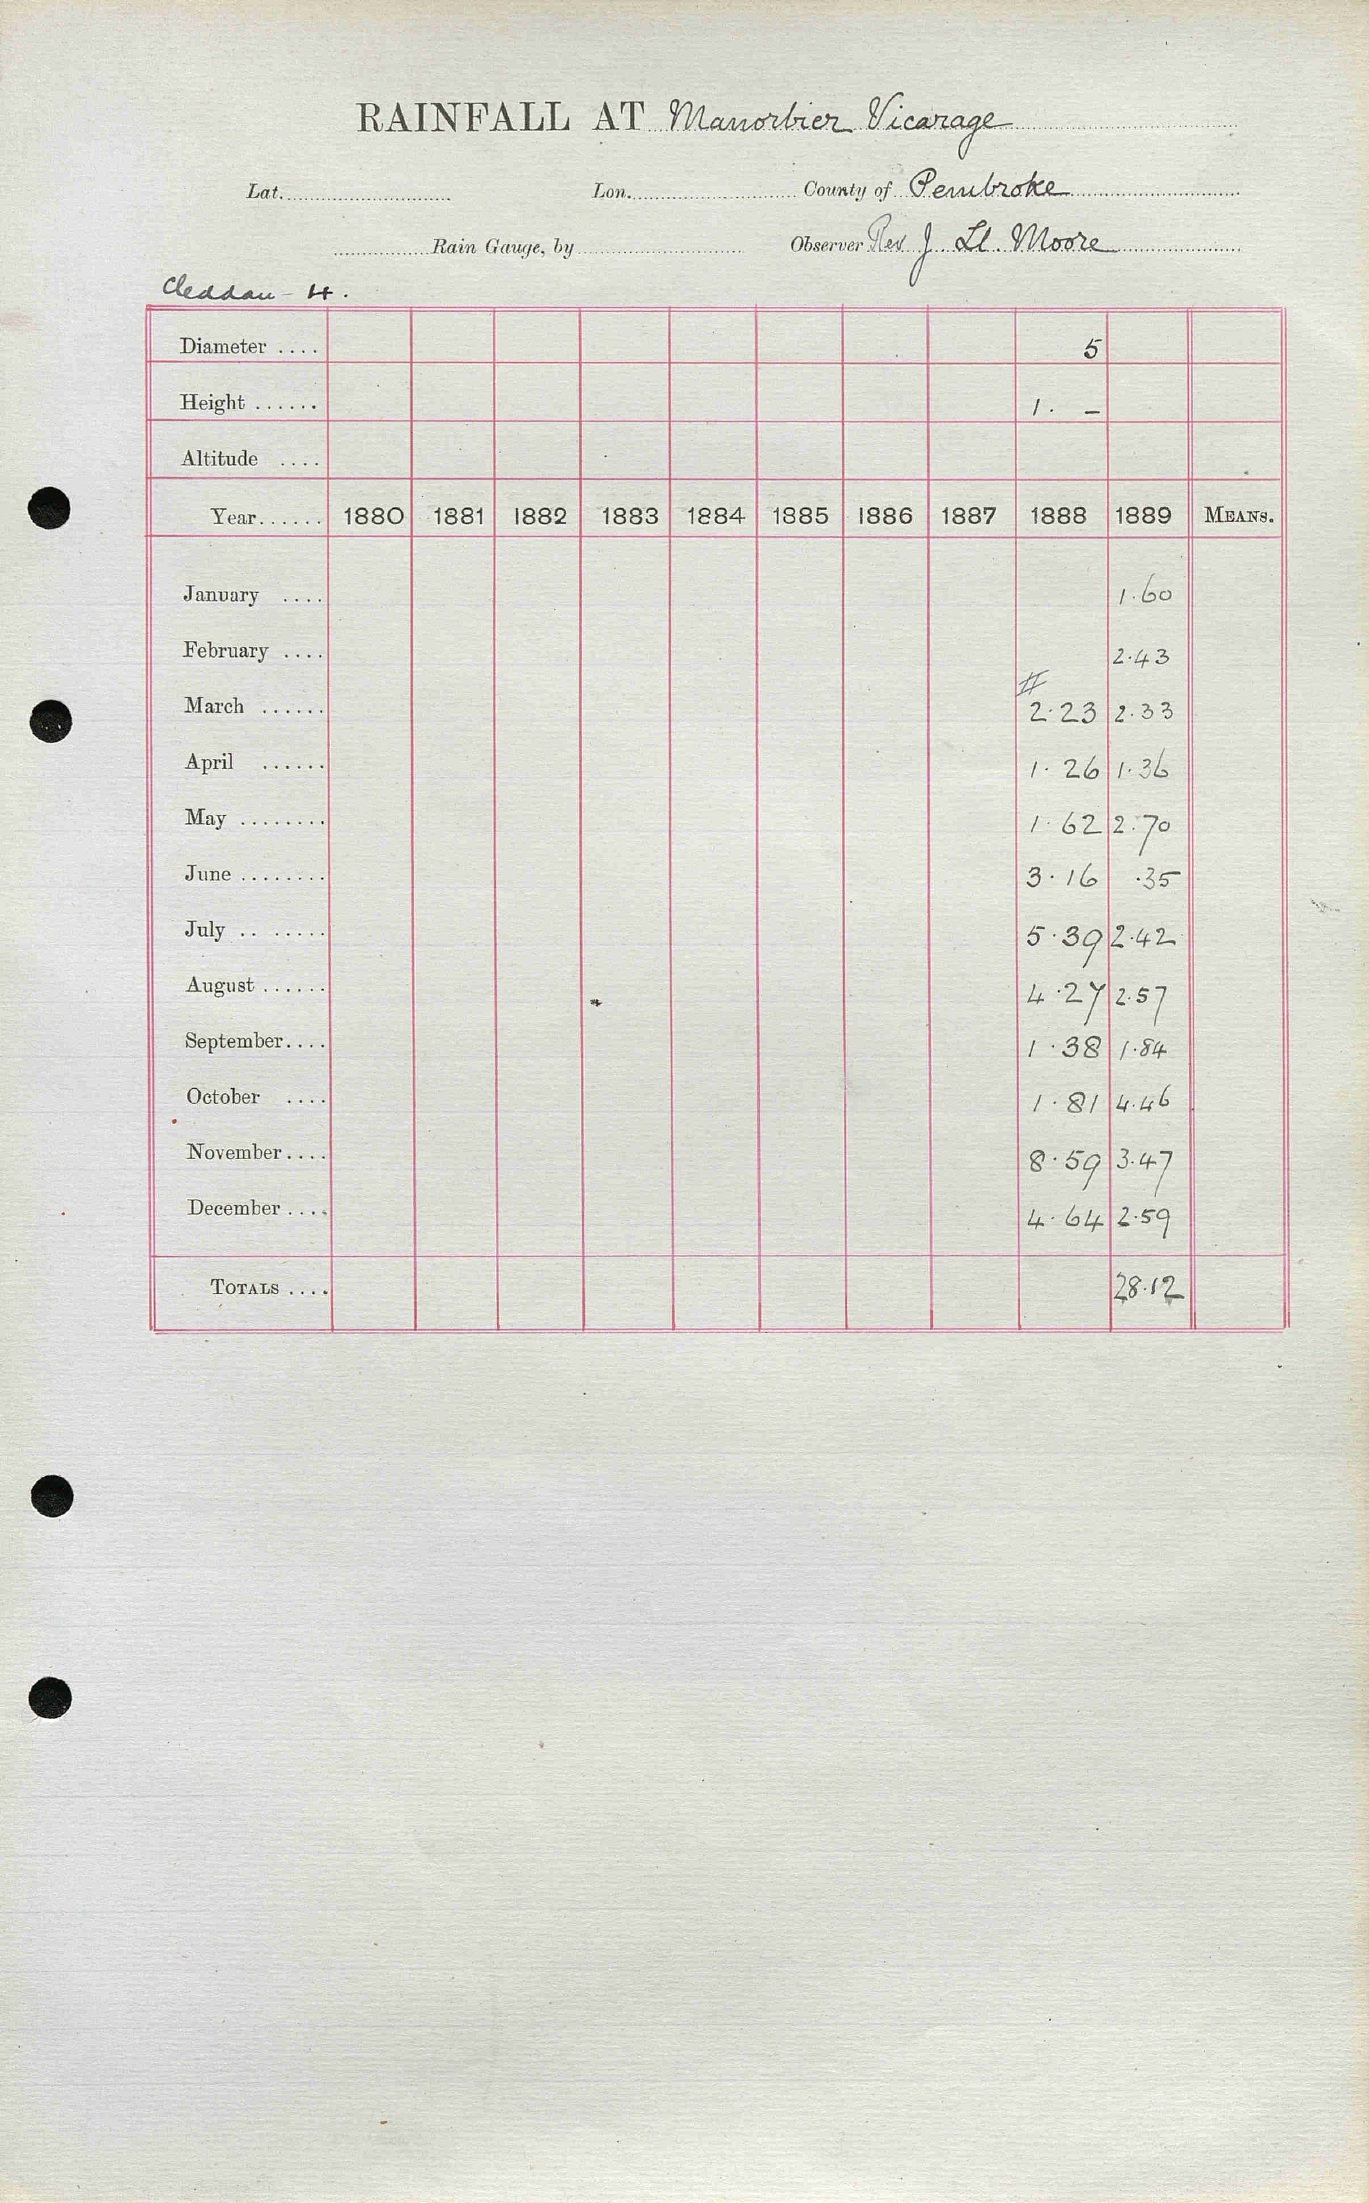 RAINFALL AT Manorbier Vicarage
Lat. Lon. County of Pembroke
Rain Gauge, by Observer Rev J Ll Moore
Cleddau - H.
Diameter .... 5
Height ...... 1. –
Altitude ....
Year...... 1880 1881 1882 1883 1884 1885 1886 1887 1888 1889 MEANS.
January .... 1.60
February .... 2.43
#
March ...... 2.23 2.33
April ...... 1.26 1.36
May ........ 1.62 2.70
June ........ 3.16 .35
July .. ..... 5.39 2.42
August ...... 4.27 2.57
September.... 1.38 1.84
October .... 1.81 4.46
November.... 8.59 3.47
December .... 4.64 2.59
TOTALS .... 28.12